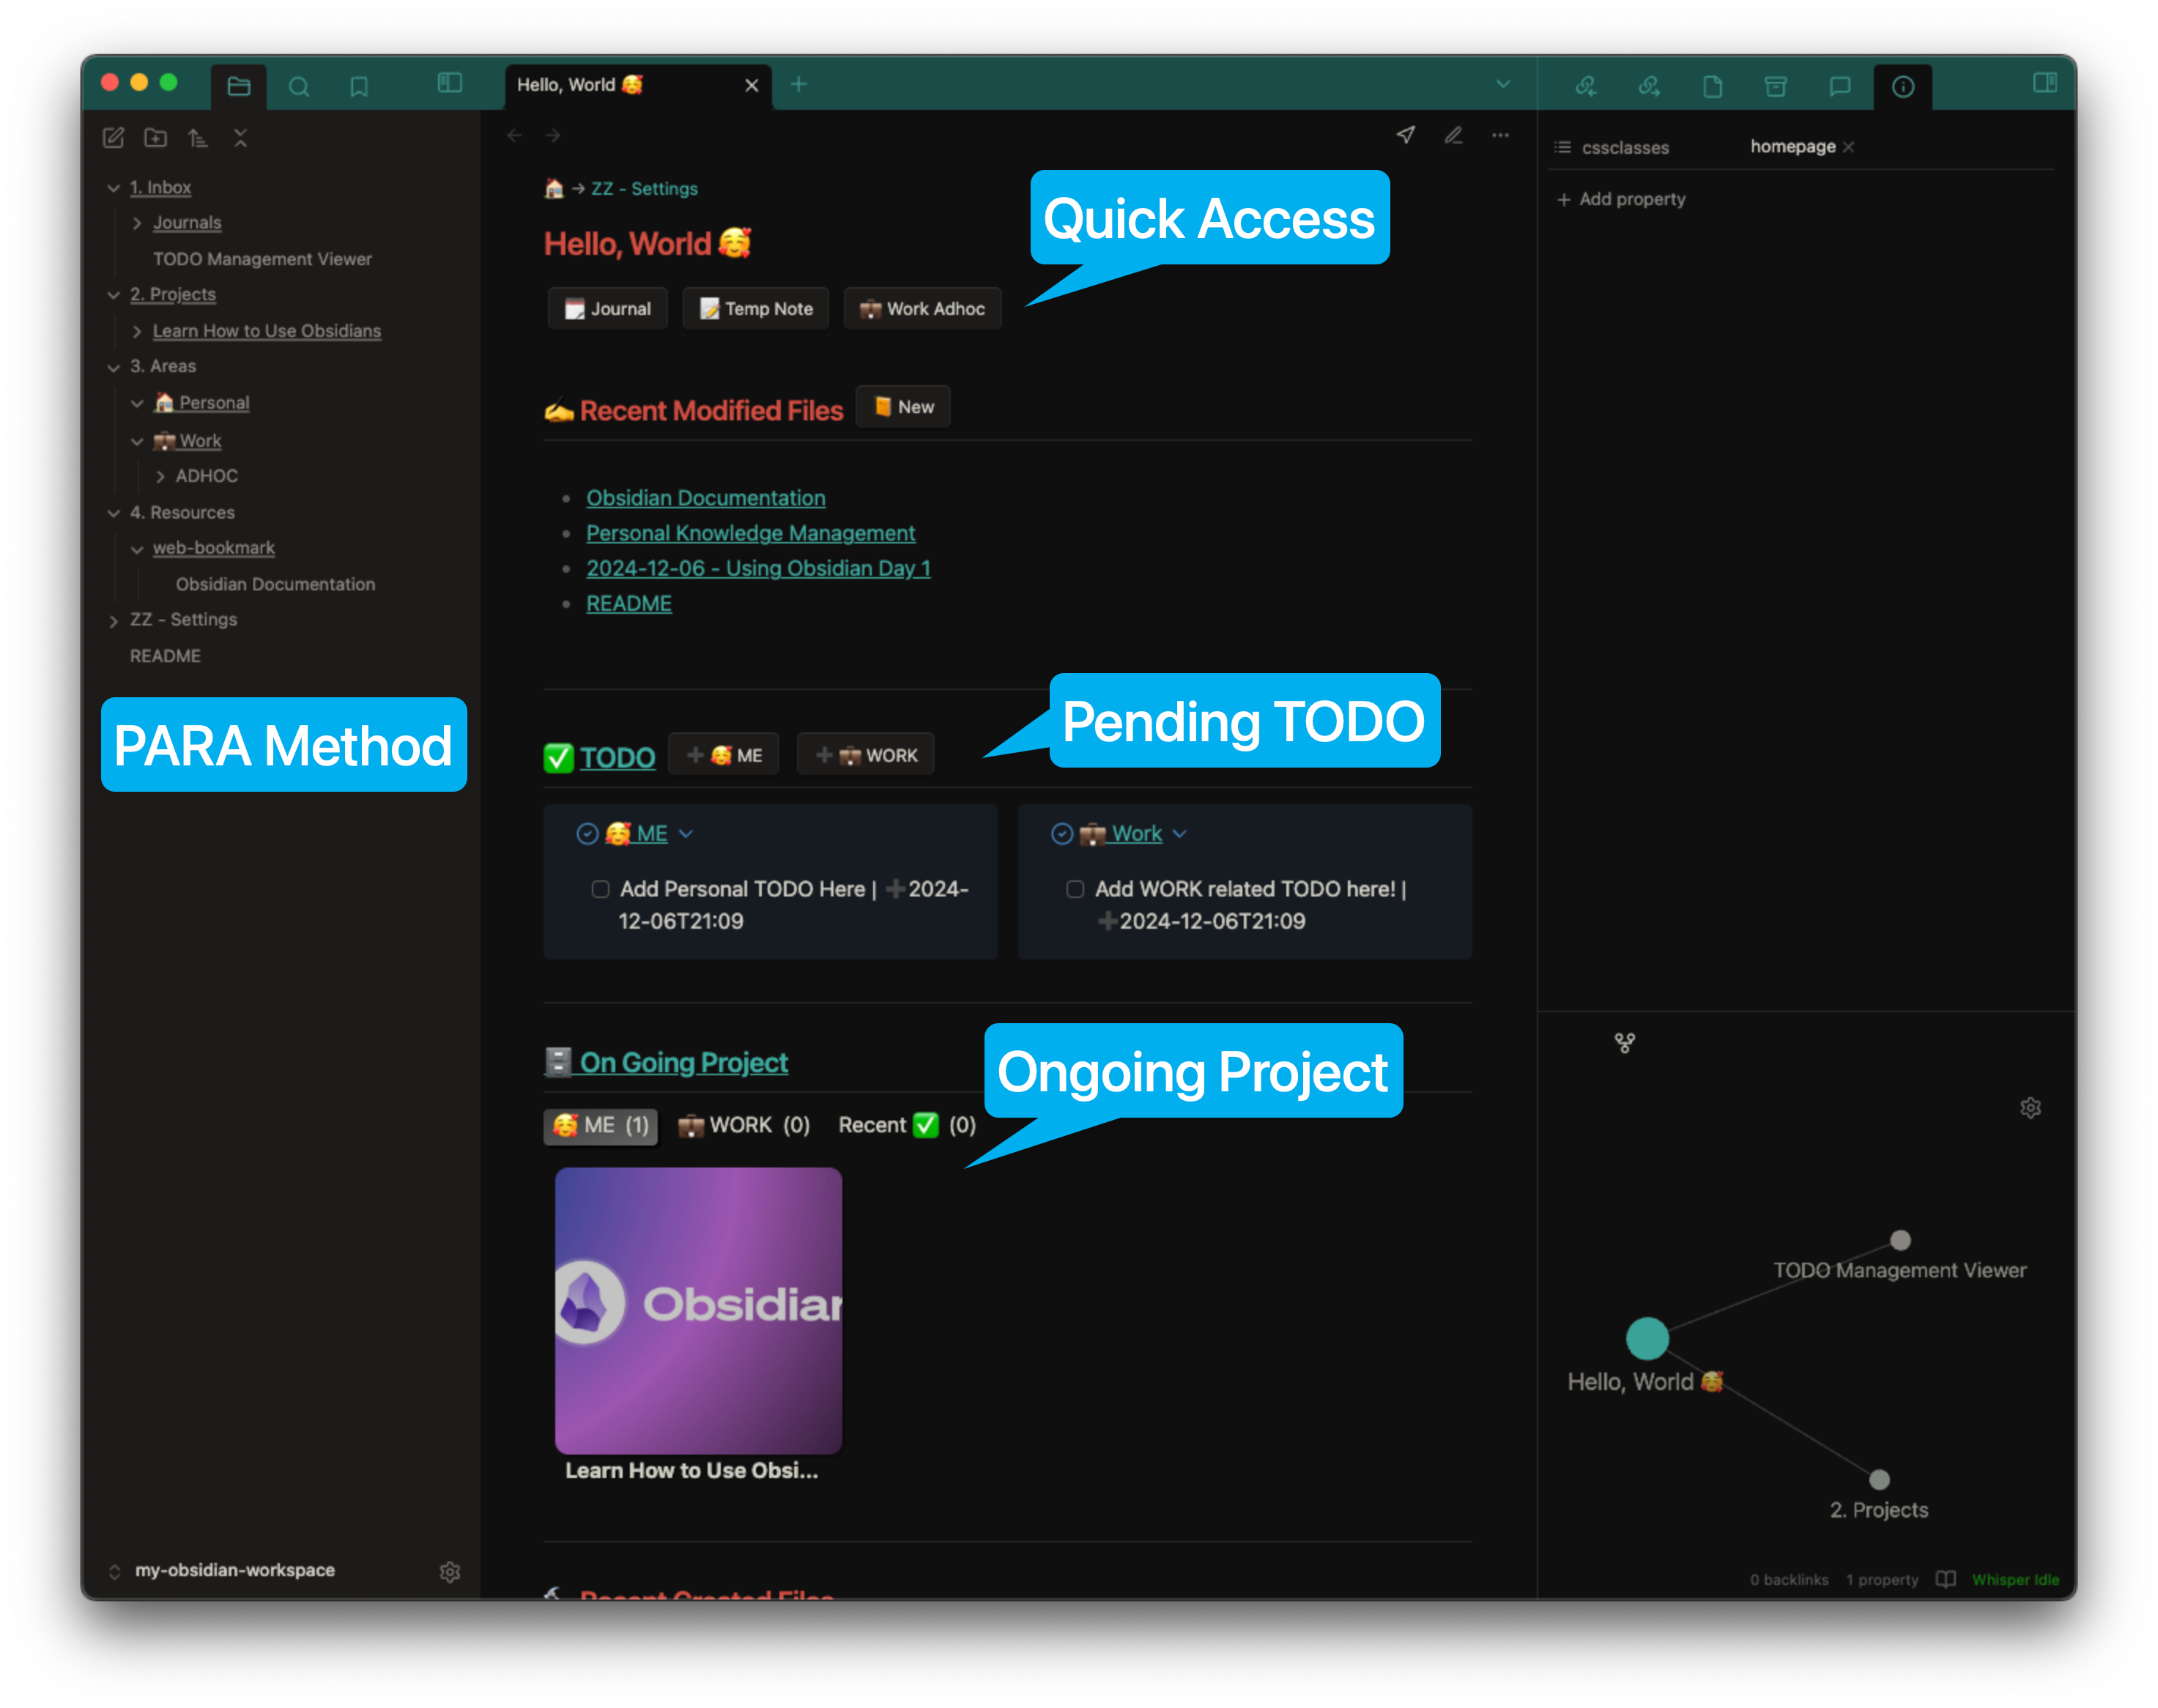 Hello, World 🥰
1. Inbox
Journals
TODO Management Viewer
2. Projects
Learn How to Use Obsidians
3. Areas
🏠 Personal
💼 Work
ADHOC
4. Resources
web-bookmark
Obsidian Documentation
ZZ - Settings
README
PARA Method
my-obsidian-workspace
🏠 → ZZ - Settings
Hello, World 🥰
Quick Access
🗓️ Journal
📝 Temp Note
💼 Work Adhoc
✍️ Recent Modified Files
📙 New
Obsidian Documentation
Personal Knowledge Management
2024-12-06 - Using Obsidian Day 1
README
Pending TODO
✅ TODO
➕ 🥰 ME
➕ 💼 WORK
🥰 ME
Add Personal TODO Here | ➕2024-
12-06T21:09
💼 Work
Add WORK related TODO here! |
➕2024-12-06T21:09
Ongoing Project
🗄️ On Going Project
🥰 ME (1)
💼 WORK (0)
Recent ✅ (0)
Obsidian
Learn How to Use Obsi...
Recent Created Files
cssclasses
homepage
+ Add property
TODO Management Viewer
Hello, World 🥰
2. Projects
0 backlinks 1 property Whisper Idle